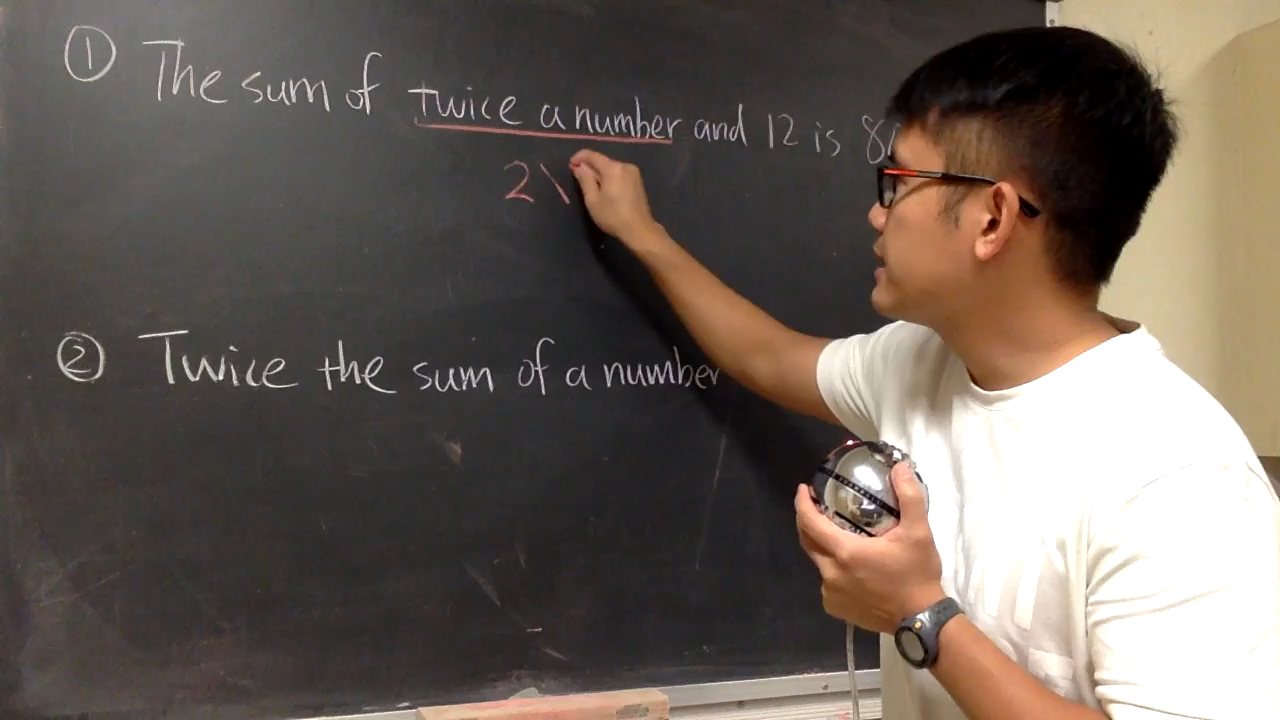 ① The sum of twice a number and 12 is
2
② Twice the sum of a number